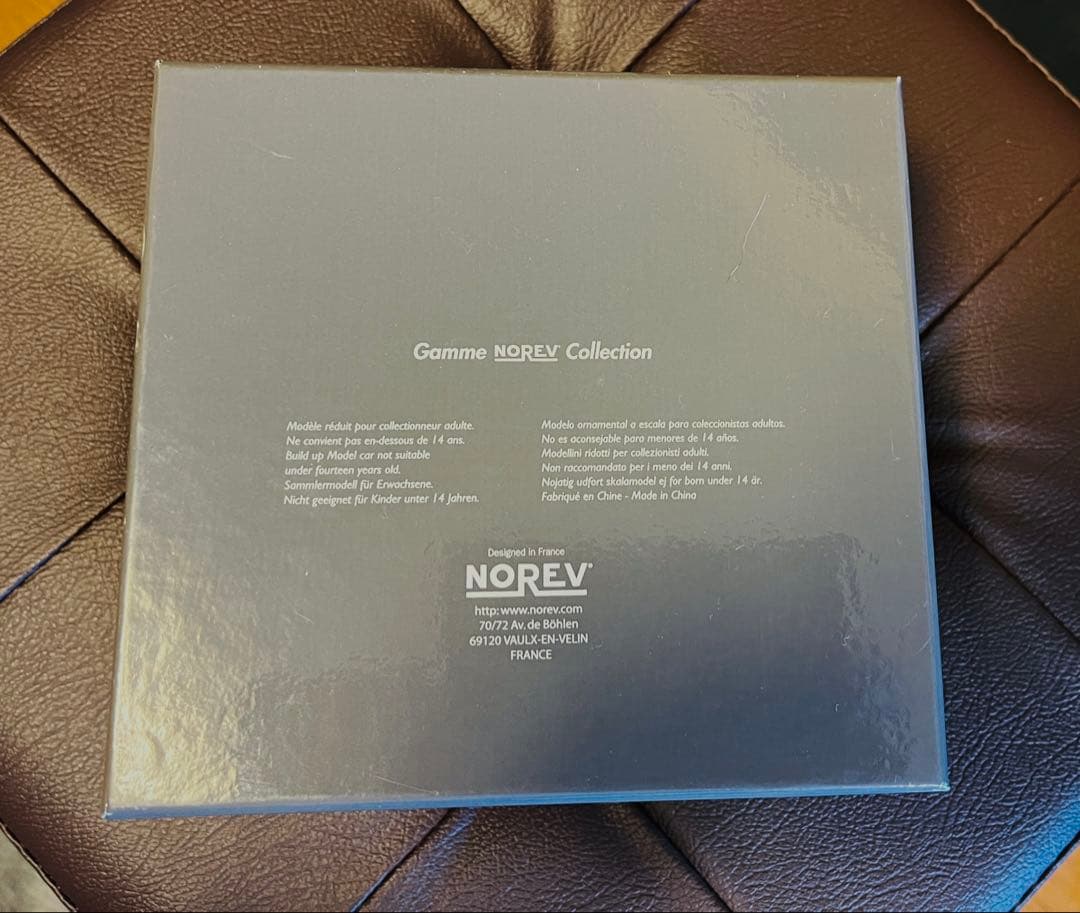 Gamme NOREV Collection
Modèle réduit pour collectionneur adulte.
Ne convient pas en-dessous de 14 ans.
Build up Model car not suitable
under fourteen years old.
Sammlermodell für Erwachsene.
Nicht geeignet für Kinder unter 14 Jahren.
Modelo ornamental a escala para coleccionistas adultos.
No es aconsejable para menores de 14 años.
Modellini ridotti per collezionisti adulti.
Non raccomandato per i meno dei 14 anni.
Nojatig udfort skalamodel ej for born under 14 är.
Fabriqué en Chine - Made in China
Designed in France
NOREV
http: www.norev.com
70/72 Av. de Böhlen
69120 VAULX-EN-VELIN
FRANCE